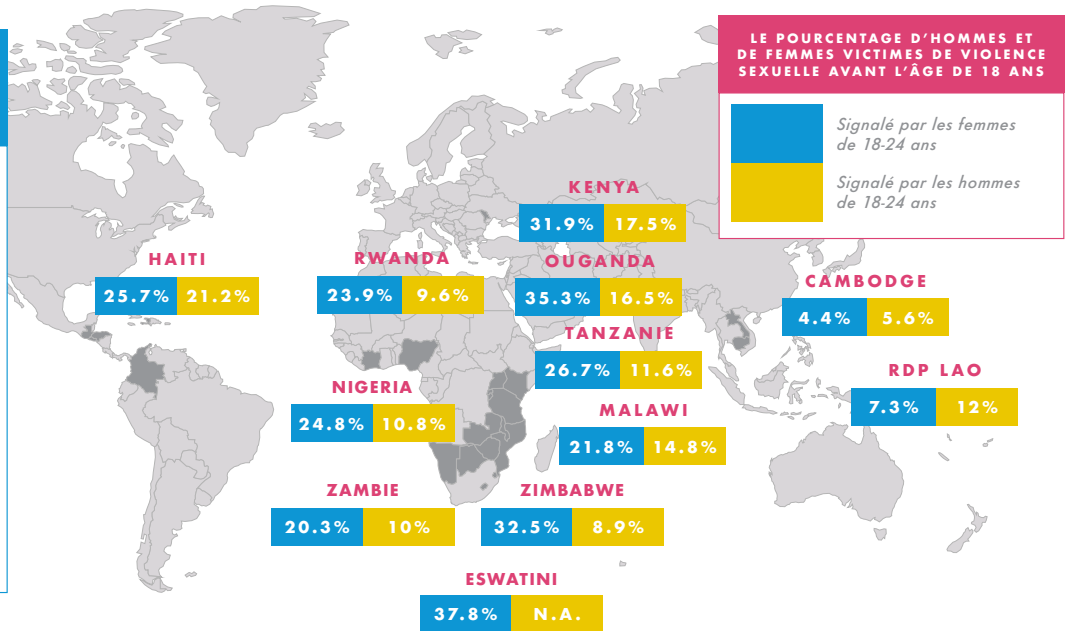 LE POURCENTAGE D'HOMMES ET
DE FEMMES VICTIMES DE VIOLENCE
SEXUELLE AVANT L'ÂGE DE 18 ANS
Signalé par les femmes
de 18-24 ans
Signalé par les hommes
de 18-24 ans
KENYA
31.9% 17.5%
HAITI
25.7% 21.2%
RWANDA
23.9% 9.6%
OUGANDA
35.3% 16.5%
CAMBODGE
4.4% 5.6%
TANZANIE
26.7% 11.6%
RDP LAO
7.3% 12%
NIGERIA
24.8% 10.8%
MALAWI
21.8% 14.8%
ZAMBIE
20.3% 10%
ZIMBABWE
32.5% 8.9%
ESWATINI
37.8% N.A.